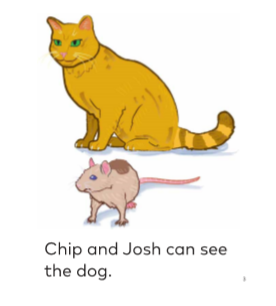 Chip and Josh can see
the dog.